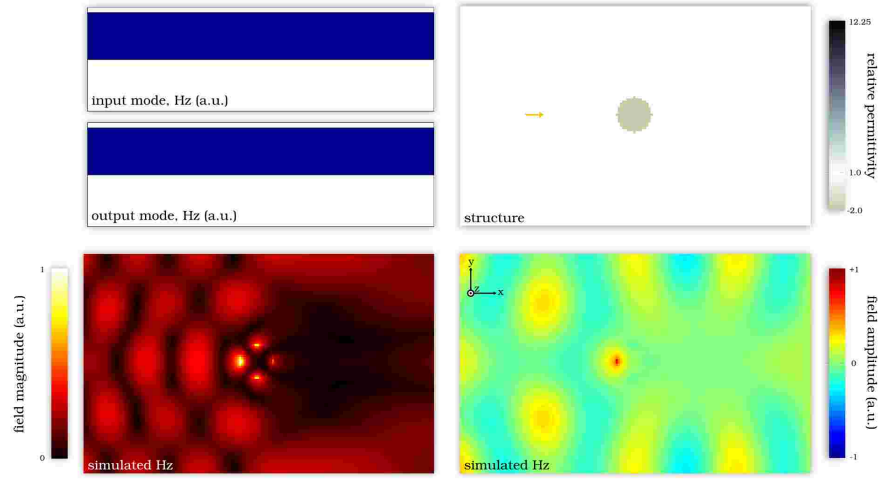 input mode, Hz (a.u.)
output mode, Hz (a.u.)
structure
12.25
1.0
-2.0
relative permittivity
1
0
field magnitude (a.u.)
simulated Hz
y
z
x
simulated Hz
+1
0
-1
field amplitude (a.u.)